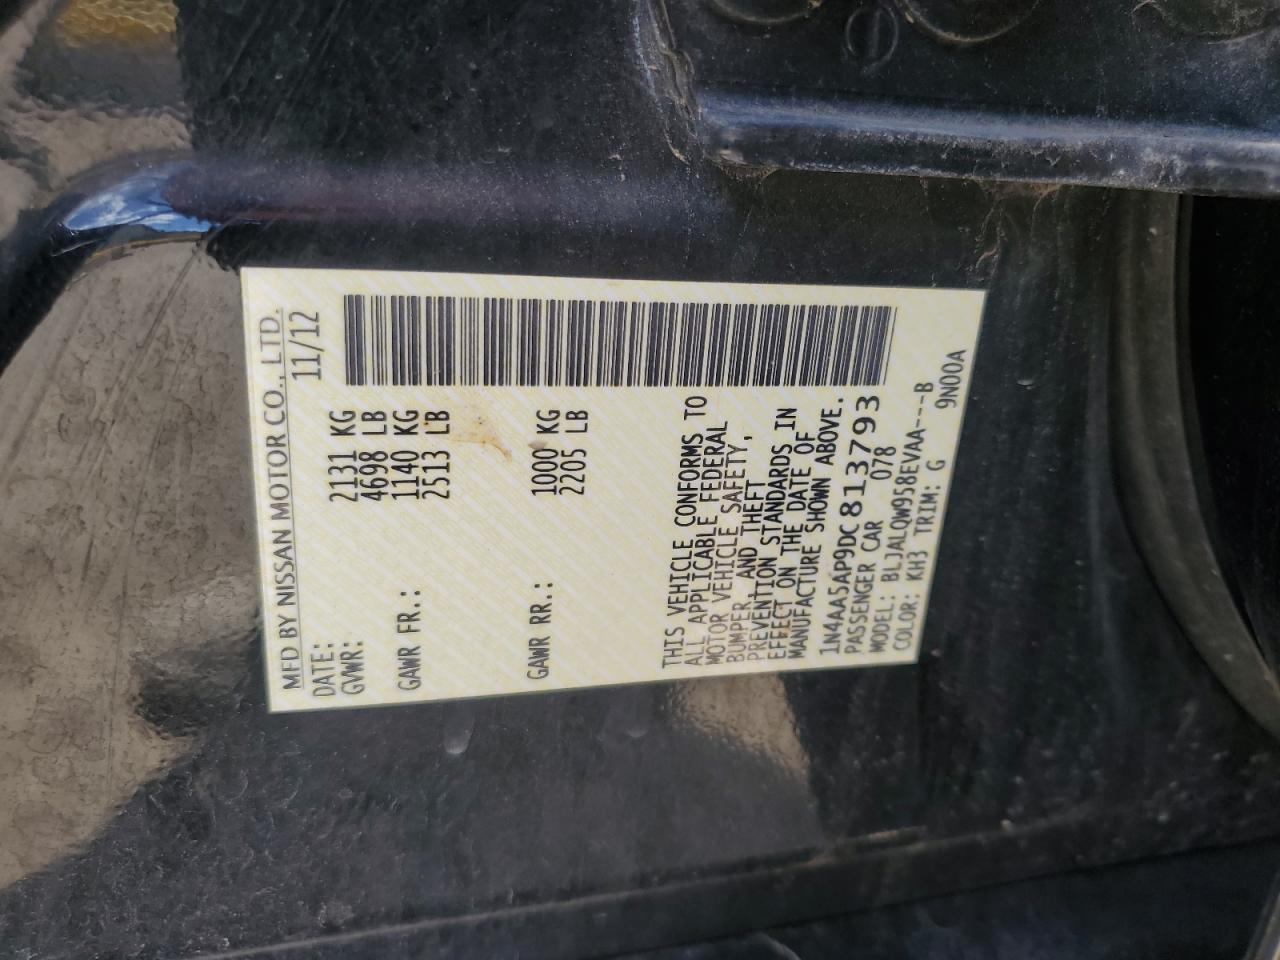 MFD BY NISSAN MOTOR CO., LTD.
DATE: 11/12
GVWR: 2131 KG
4698 LB
GAWR FR.: 1140 KG
2513 LB
GAWR RR.: 1000 KG
2205 LB
THIS VEHICLE CONFORMS TO
ALL APPLICABLE FEDERAL
MOTOR VEHICLE SAFETY,
BUMPER, AND THEFT
PREVENTION STANDARDS IN
EFFECT ON THE DATE OF
MANUFACTURE SHOWN ABOVE.
1N4AA5AP9DC813793
PASSENGER CAR 078
MODEL: BLJALQW958EVAA---B
COLOR: KH3 TRIM: G 9N00A